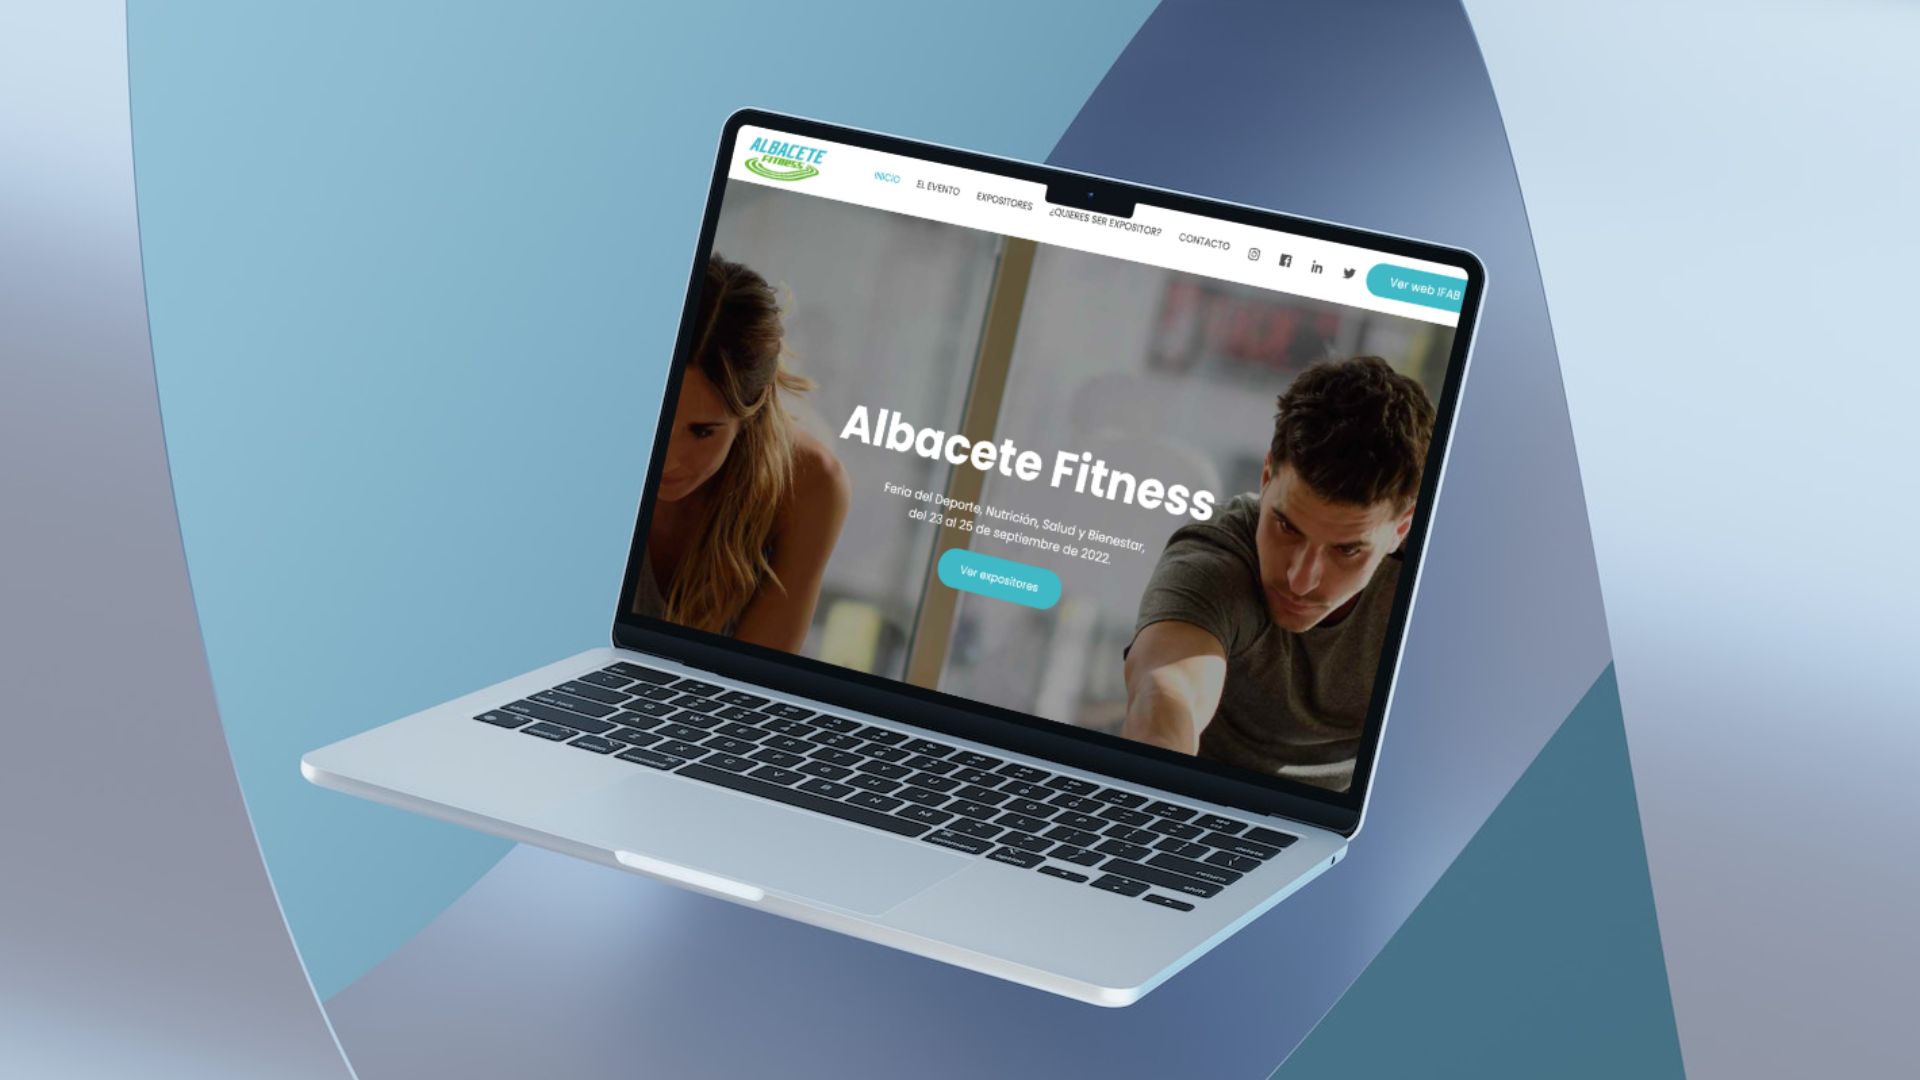 ALBACETE
FITNESS
INICIO
EL EVENTO
EXPOSITORES
¿QUIERES SER EXPOSITOR?
CONTACTO
Ver web IFAB
Albacete Fitness
Feria del Deporte, Nutrición, Salud y Bienestar,
del 23 al 25 de septiembre de 2022.
Ver expositores